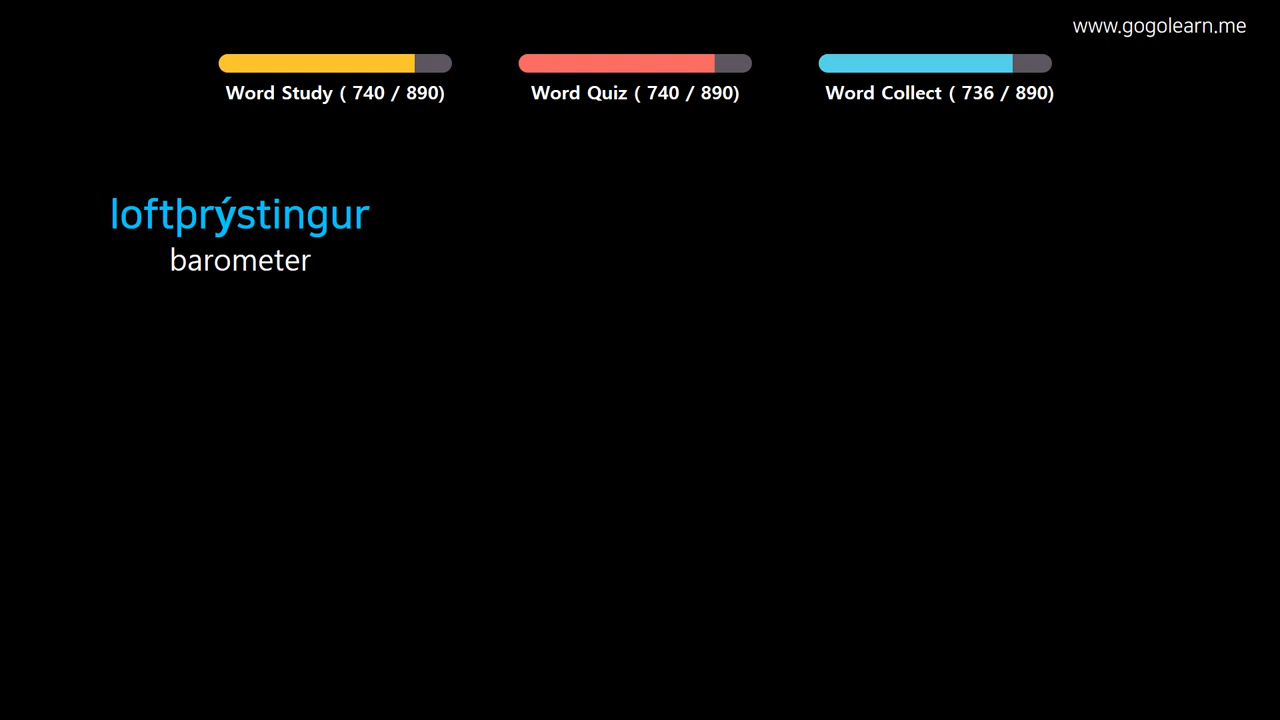 www.gogolearn.me
Word Study ( 740 / 890)
Word Quiz ( 740 / 890)
Word Collect ( 736 / 890)
loftþrýstingur
barometer